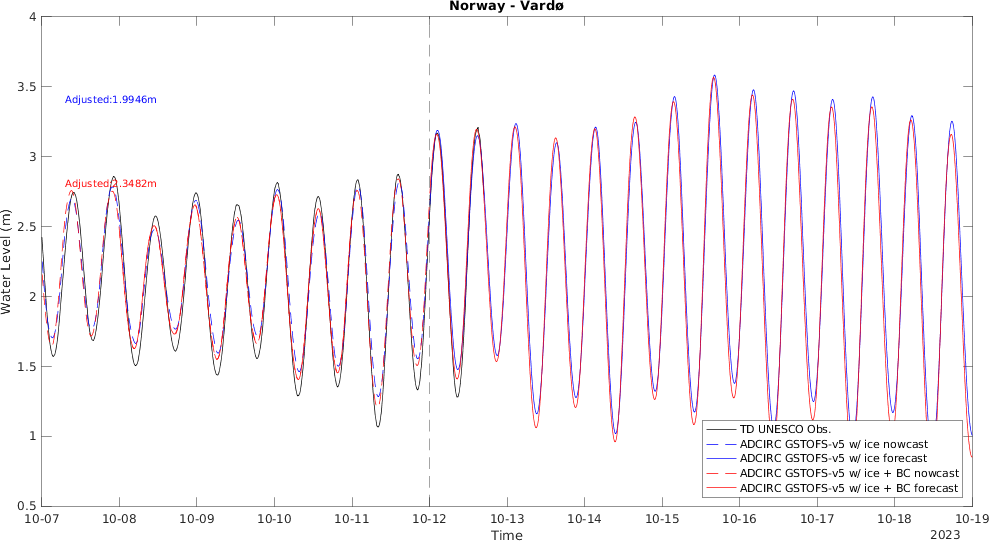 Norway - Vardø
4
3.5
3
2.5
2
1.5
1
0.5
Water Level (m)
Adjusted:1.9946m
Adjusted:2.3482m
TD UNESCO Obs.
ADCIRC GSTOFS-v5 w/ ice nowcast
ADCIRC GSTOFS-v5 w/ ice forecast
ADCIRC GSTOFS-v5 w/ ice + BC nowcast
ADCIRC GSTOFS-v5 w/ ice + BC forecast
10-07 10-08 10-09 10-10 10-11 10-12 10-13 10-14 10-15 10-16 10-17 10-18 10-19
Time
2023